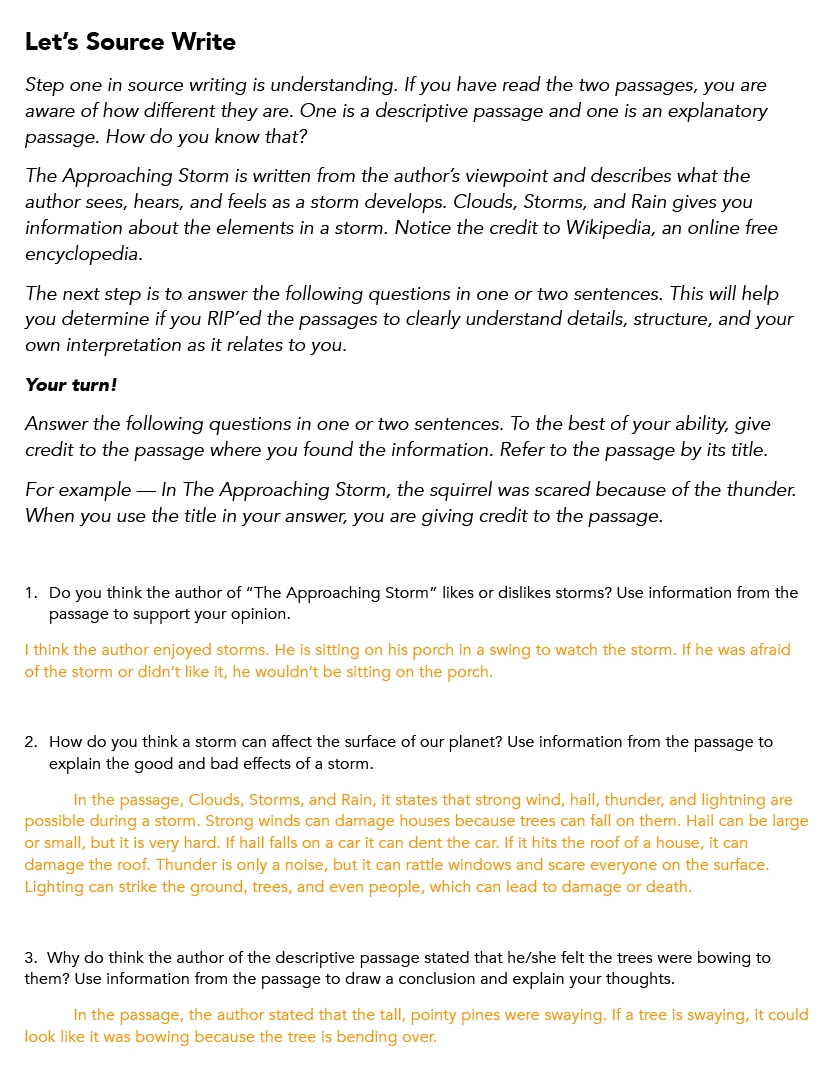 Let's Source Write
Step one in source writing is understanding. If you have read the two passages, you are
aware of how different they are. One is a descriptive passage and one is an explanatory
passage. How do you know that?
The Approaching Storm is written from the author's viewpoint and describes what the
author sees, hears, and feels as a storm develops. Clouds, Storms, and Rain gives you
information about the elements in a storm. Notice the credit to Wikipedia, an online free
encyclopedia.
The next step is to answer the following questions in one or two sentences. This will help
you determine if you RIP'ed the passages to clearly understand details, structure, and your
own interpretation as it relates to you.
Your turn!
Answer the following questions in one or two sentences. To the best of your ability, give
credit to the passage where you found the information. Refer to the passage by its title.
For example — In The Approaching Storm, the squirrel was scared because of the thunder.
When you use the title in your answer, you are giving credit to the passage.
1. Do you think the author of "The Approaching Storm" likes or dislikes storms? Use information from the
passage to support your opinion.
I think the author enjoyed storms. He is sitting on his porch in a swing to watch the storm. If he was afraid
of the storm or didn't like it, he wouldn't be sitting on the porch.
2. How do you think a storm can affect the surface of our planet? Use information from the passage to
explain the good and bad effects of a storm.
In the passage, Clouds, Storms, and Rain, it states that strong wind, hail, thunder, and lightning are
possible during a storm. Strong winds can damage houses because trees can fall on them. Hail can be large
or small, but it is very hard. If hail falls on a car it can dent the car. If it hits the roof of a house, it can
damage the roof. Thunder is only a noise, but it can rattle windows and scare everyone on the surface.
Lighting can strike the ground, trees, and even people, which can lead to damage or death.
3. Why do think the author of the descriptive passage stated that he/she felt the trees were bowing to
them? Use information from the passage to draw a conclusion and explain your thoughts.
In the passage, the author stated that the tall, pointy pines were swaying. If a tree is swaying, it could
look like it was bowing because the tree is bending over.